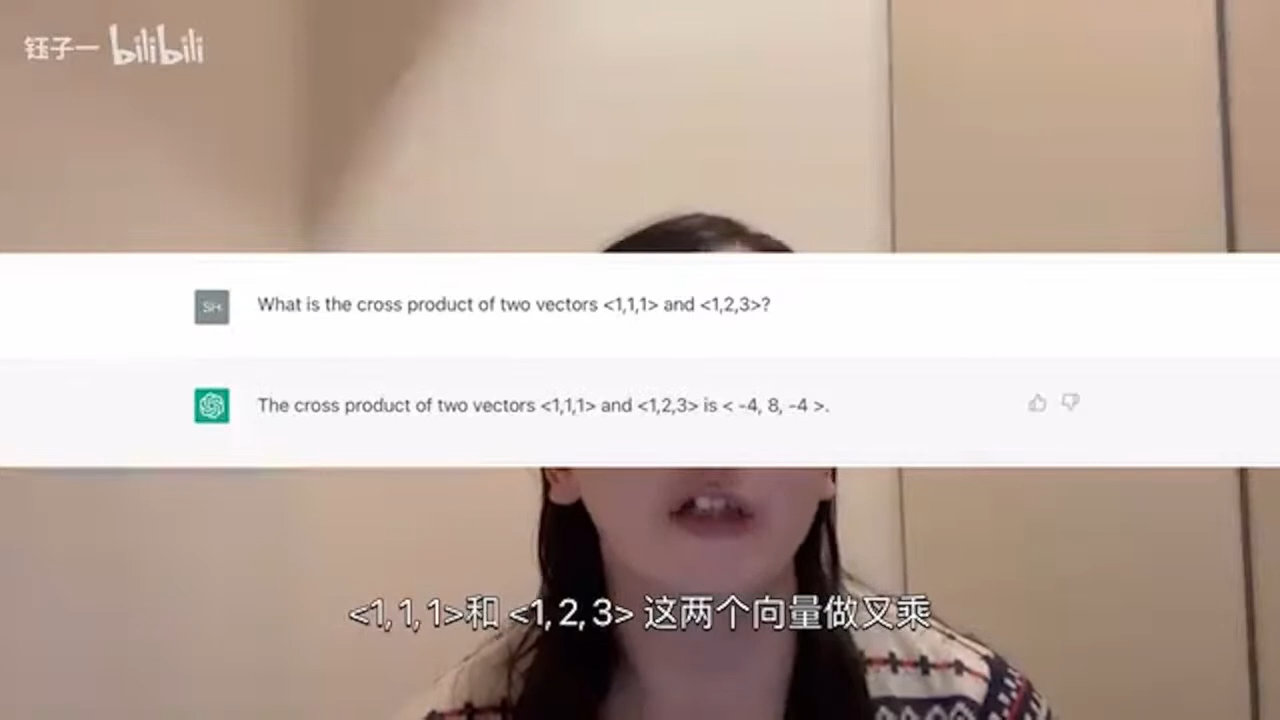 钰子一 bilibili
SH What is the cross product of two vectors <1,1,1> and <1,2,3>?
The cross product of two vectors <1,1,1> and <1,2,3> is < -4, 8, -4 >.
<1,1,1>和 <1,2,3> 这两个向量做叉乘